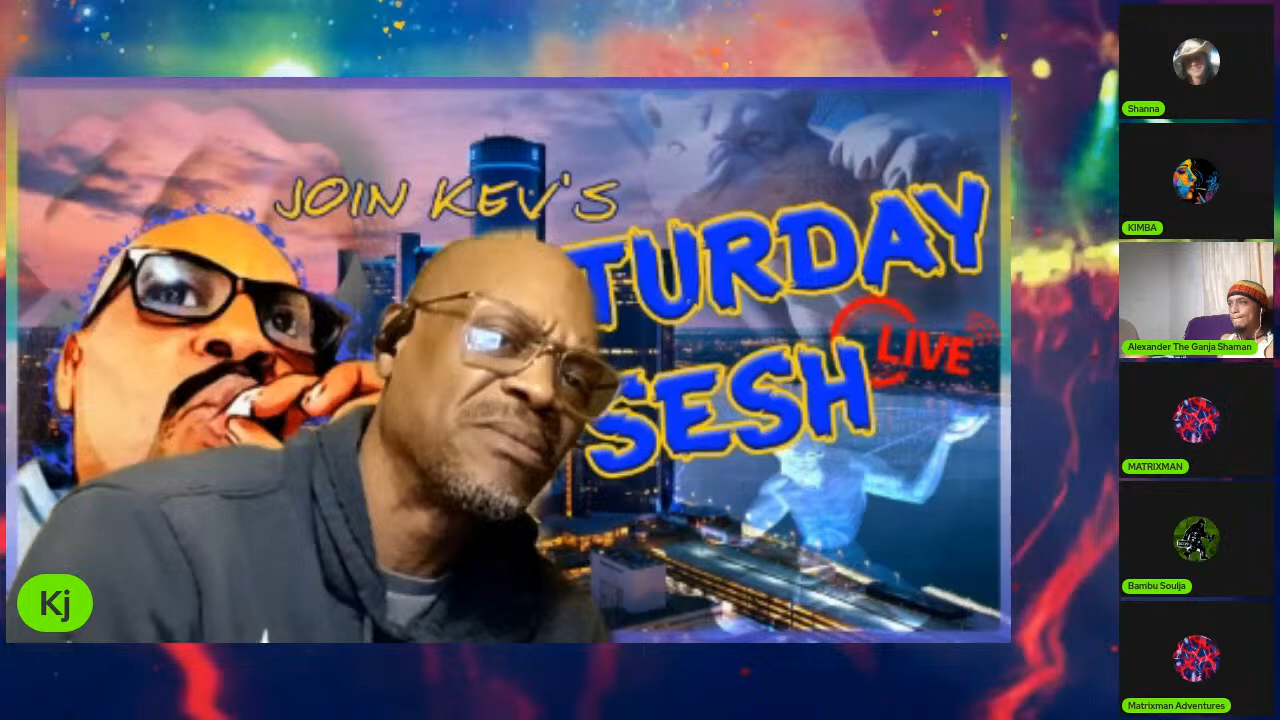 JOIN KEV'S
TURDAY
LIVE
SESH
Kj
Shanna
KIMBA
Alexander The Ganja Shaman
MATRIXMAN
Bambu Soulja
Matrixman Adventures